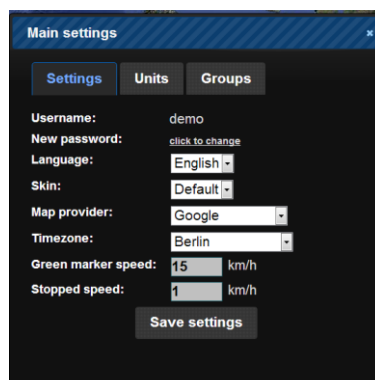 Main settings
Settings Units Groups
Username: demo
New password: click to change
Language: English
Skin: Default
Map provider: Google
Timezone: Berlin
Green marker speed: 15 km/h
Stopped speed: 1 km/h
Save settings